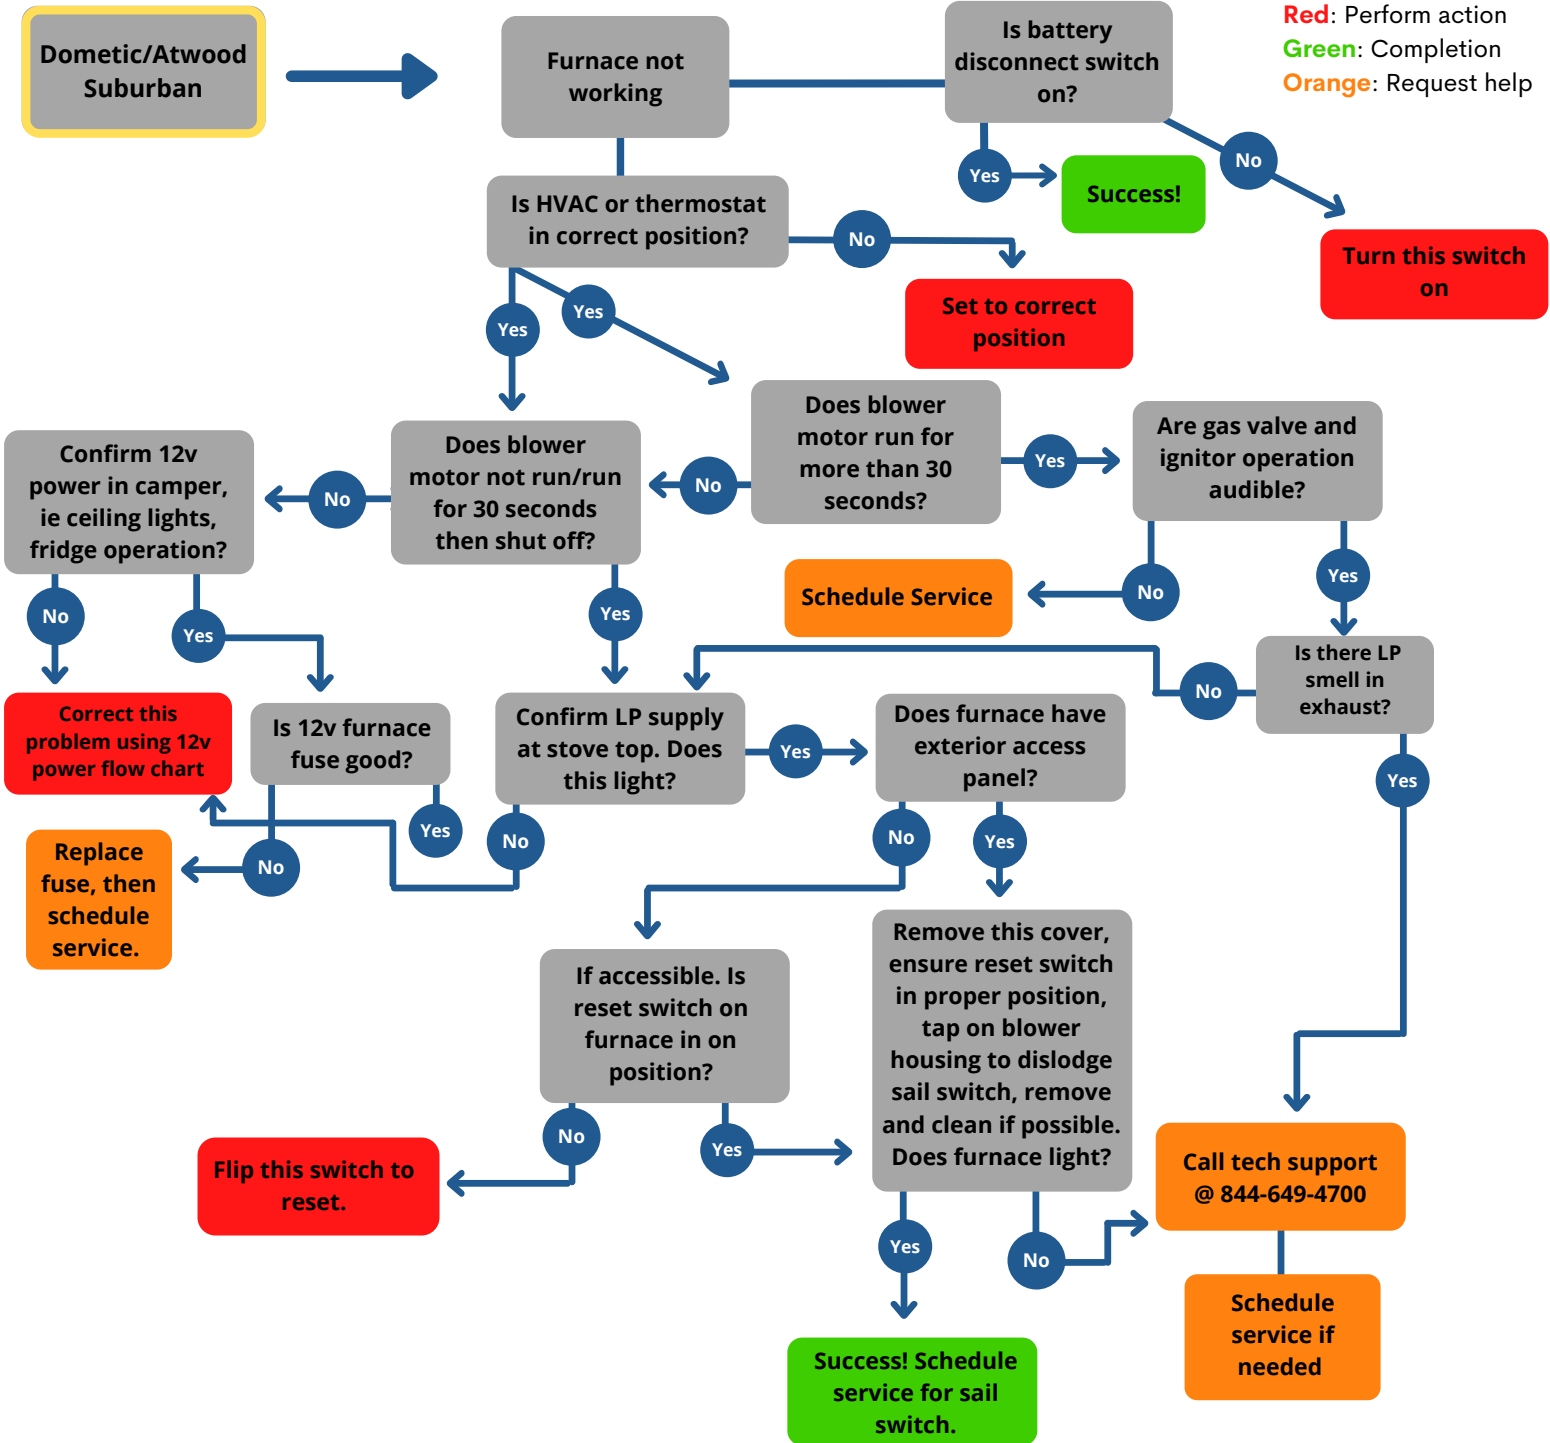 Dometic/Atwood
Suburban
Furnace not
working
Is battery
disconnect switch
on?
Red: Perform action
Green: Completion
Orange: Request help
Yes
Success!
No
Turn this switch
on
Is HVAC or thermostat
in correct position?
No
Set to correct
position
Yes
Yes
Does blower
motor run for
more than 30
seconds?
Yes
Are gas valve and
ignitor operation
audible?
No
Does blower
motor not run/run
for 30 seconds
then shut off?
No
Confirm 12v
power in camper,
ie ceiling lights,
fridge operation?
No
Yes
Yes
Schedule Service
No
Yes
Is there LP
smell in
exhaust?
No
Yes
Correct this
problem using 12v
power flow chart
Is 12v furnace
fuse good?
Confirm LP supply
at stove top. Does
this light?
Yes
Does furnace have
exterior access
panel?
Replace
fuse, then
schedule
service.
No
Yes
No
No
Yes
If accessible. Is
reset switch on
furnace in on
position?
Remove this cover,
ensure reset switch
in proper position,
tap on blower
housing to dislodge
sail switch, remove
and clean if possible.
Does furnace light?
No
Yes
Flip this switch to
reset.
Call tech support
@ 844-649-4700
Yes
No
Schedule
service if
needed
Success! Schedule
service for sail
switch.